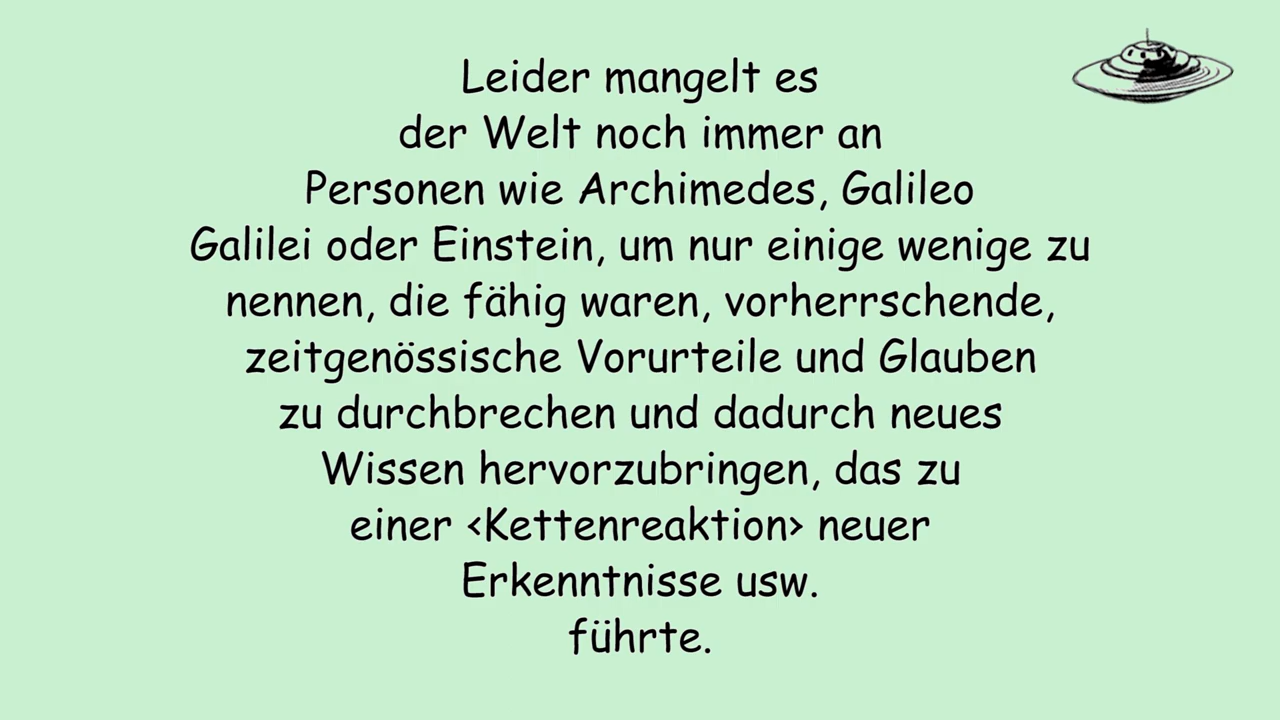 Leider mangelt es
der Welt noch immer an
Personen wie Archimedes, Galileo
Galilei oder Einstein, um nur einige wenige zu
nennen, die fähig waren, vorherrschende,
zeitgenössische Vorurteile und Glauben
zu durchbrechen und dadurch neues
Wissen hervorzubringen, das zu
einer ‹Kettenreaktion› neuer
Erkenntnisse usw.
führte.